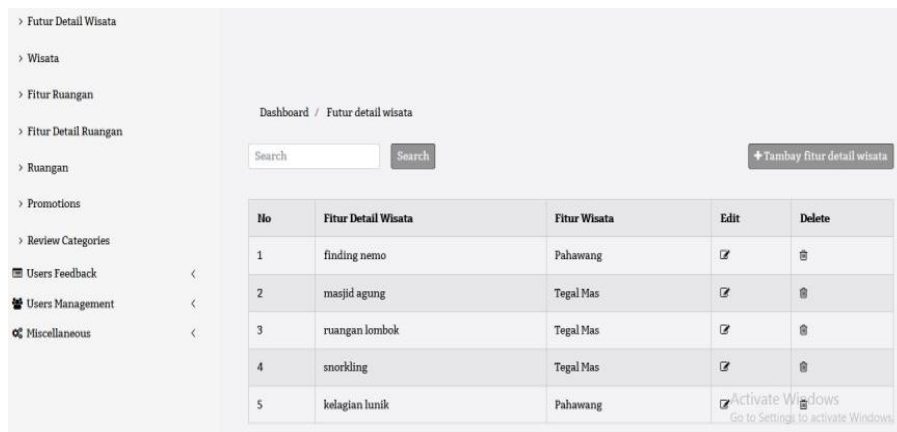 > Futur Detail Wisata
> Wisata
> Fitur Ruangan
> Fitur Detail Ruangan
> Ruangan
> Promotions
> Review Categories
Users Feedback
Users Management
Miscellaneous
Dashboard / Futur detail wisata
Search Search +Tambay fitur detail wisata
No Fitur Detail Wisata Fitur Wisata Edit Delete
1 finding nemo Pahawang
2 masjid agung Tegal Mas
3 ruangan lombok Tegal Mas
4 snorkling Tegal Mas
5 kelagian lunik Pahawang
Activate Windows
Go to Settings to activate Windows.